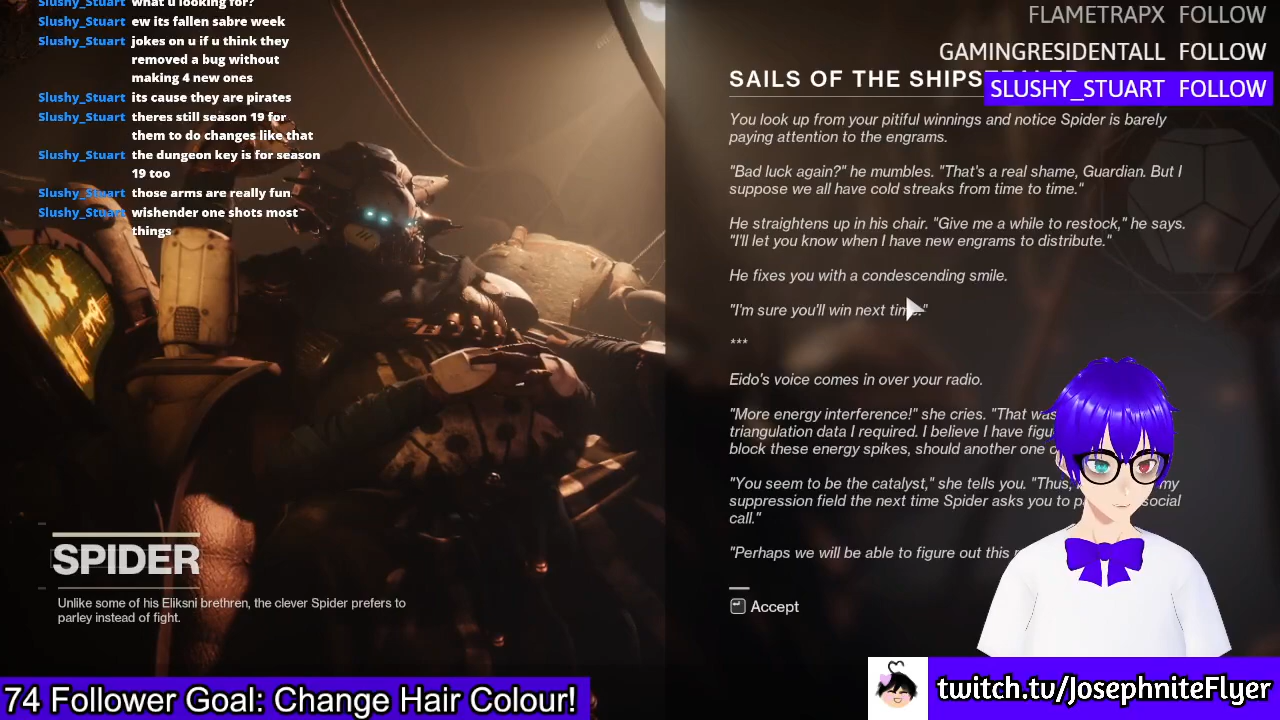 Slushy_Stuart what u looking for?
Slushy_Stuart ew its fallen sabre week
Slushy_Stuart jokes on u if u think they
removed a bug without
making 4 new ones
Slushy_Stuart its cause they are pirates
Slushy_Stuart theres still season 19 for
them to do changes like that
Slushy_Stuart the dungeon key is for season
19 too
Slushy_Stuart those arms are really fun
Slushy_Stuart wishender one shots most
things
FLAMETRAPX FOLLOW
GAMINGRESIDENTALL FOLLOW
SLUSHY_STUART FOLLOW
SAILS OF THE
You look up from your pitiful winnings and notice Spider is barely
paying attention to the engrams.
"Bad luck again?" he mumbles. "That's a real shame, Guardian. But I
suppose we all have cold streaks from time to time."
He straightens up in his chair. "Give me a while to restock," he says.
"I'll let you know when I have new engrams to distribute."
He fixes you with a condescending smile.
"I'm sure you'll win next time."
***
Eido's voice comes in over your radio.
"More energy interference!" she cries. "That was
triangulation data I required. I believe I have
block these energy spikes, should another one
"You seem to be the catalyst," she tells you. "Thus, my
suppression field the next time Spider asks you to social
call."
"Perhaps we will be able to figure out this
Accept
SPIDER
Unlike some of his Eliksni brethren, the clever Spider prefers to
parley instead of fight.
74 Follower Goal: Change Hair Colour!
twitch.tv/JosephniteFlyer